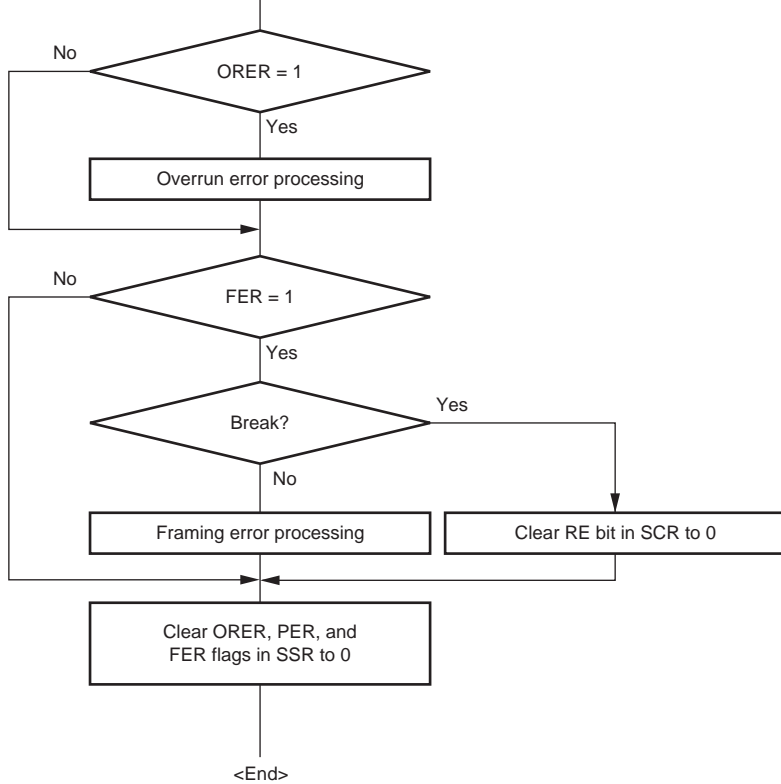 No
ORER = 1
Yes
Overrun error processing
No
FER = 1
Yes
Break?
Yes
No
Framing error processing
Clear RE bit in SCR to 0
Clear ORER, PER, and
FER flags in SSR to 0
<End>